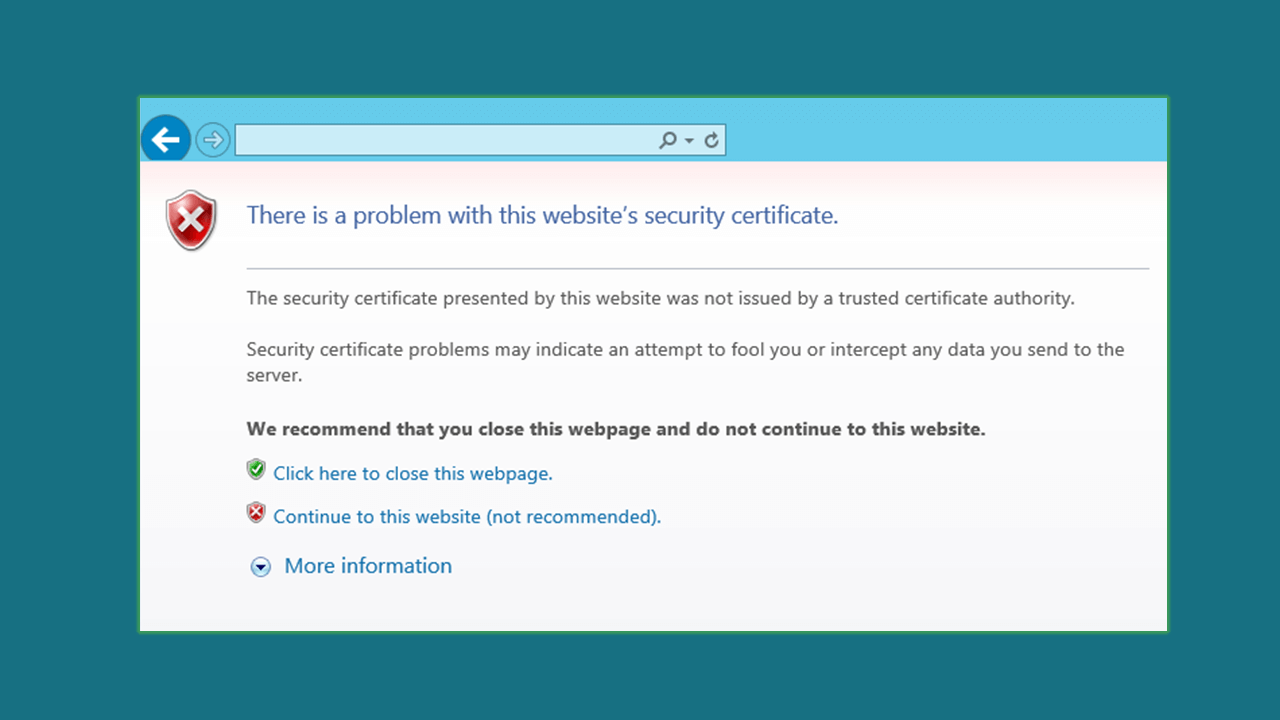 There is a problem with this website’s security certificate.
The security certificate presented by this website was not issued by a trusted certificate authority.
Security certificate problems may indicate an attempt to fool you or intercept any data you send to the
server.
We recommend that you close this webpage and do not continue to this website.
Click here to close this webpage.
Continue to this website (not recommended).
More information